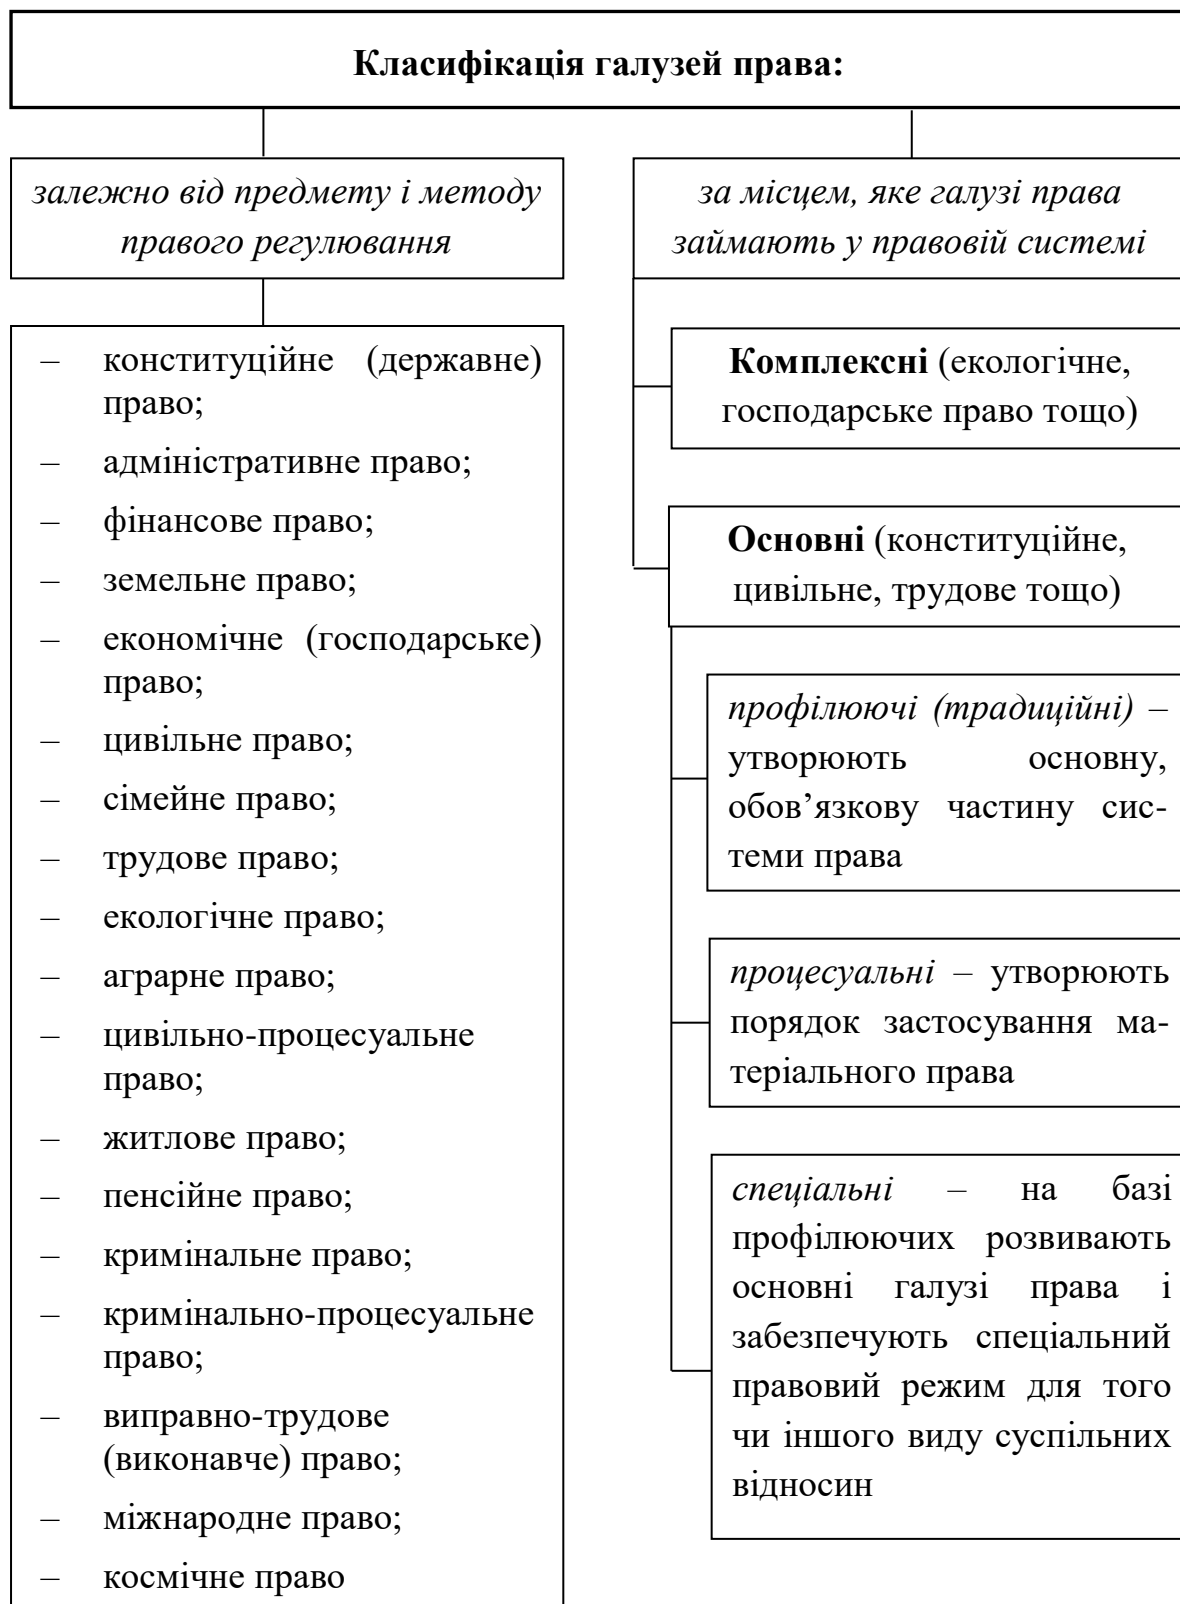 Класифікація галузей права:
залежно від предмету і методу
правого регулювання
– конституційне (державне)
право;
– адміністративне право;
– фінансове право;
– земельне право;
– економічне (господарське)
право;
– цивільне право;
– сімейне право;
– трудове право;
– екологічне право;
– аграрне право;
– цивільно-процесуальне
право;
– житлове право;
– пенсійне право;
– кримінальне право;
– кримінально-процесуальне
право;
– виправно-трудове
(виконавче) право;
– міжнародне право;
– космічне право
за місцем, яке галузі права
займають у правовій системі
Комплексні (екологічне,
господарське право тощо)
Основні (конституційне,
цивільне, трудове тощо)
профілюючі (традиційні) –
утворюють основну,
обов’язкову частину сис-
теми права
процесуальні – утворюють
порядок застосування ма-
теріального права
спеціальні – на базі
профілюючих розвивають
основні галузі права і
забезпечують спеціальний
правовий режим для того
чи іншого виду суспільних
відносин